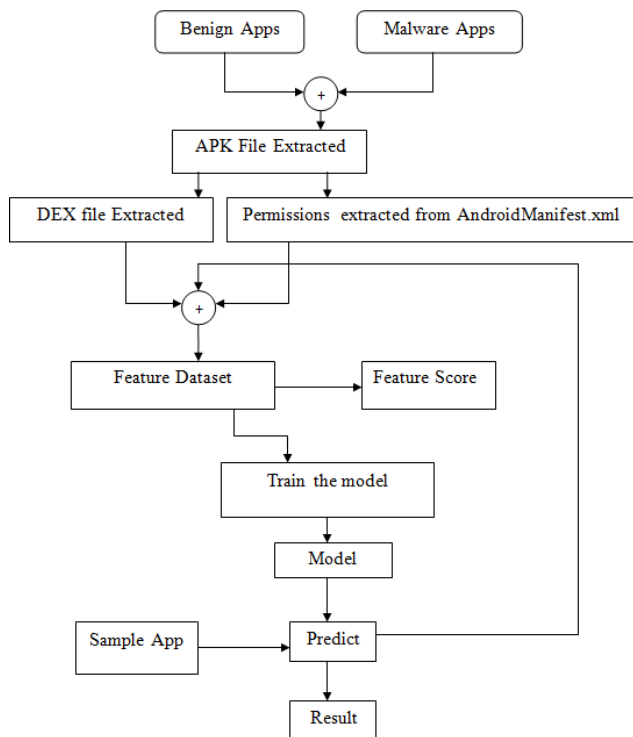 Benign Apps
Malware Apps
+
APK File Extracted
DEX file Extracted
Permissions extracted from AndroidManifest.xml
+
Feature Dataset
Feature Score
Train the model
Model
Sample App
Predict
Result